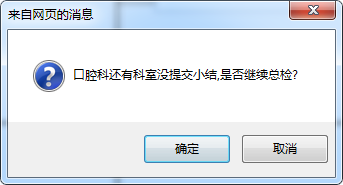 来自网页的消息
口腔科还有科室没提交小结,是否继续总检?
确定
取消